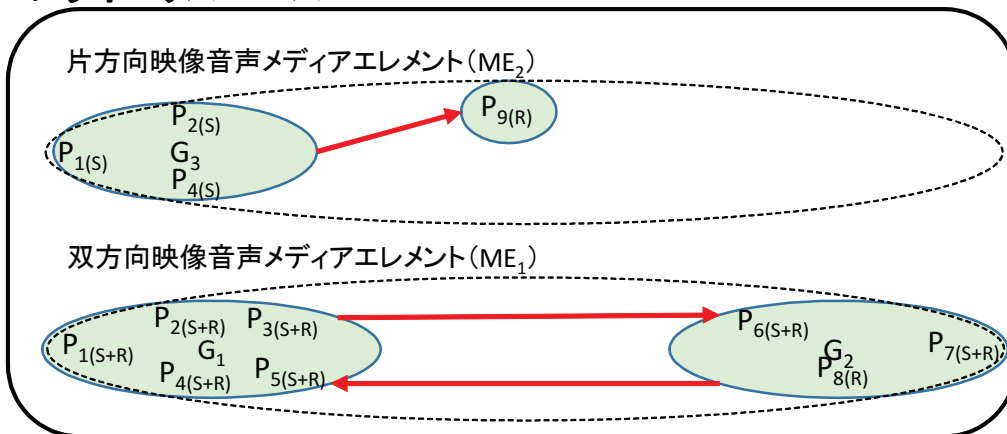 片方向映像音声メディアエレメント(ME2)
P2(S)
P9(R)
P1(S)
G3
P4(S)
双方向映像音声メディアエレメント(ME1)
P2(S+R)
P3(S+R)
P6(S+R)
P1(S+R)
G1
G2
P7(S+R)
P4(S+R)
P5(S+R)
P8(R)